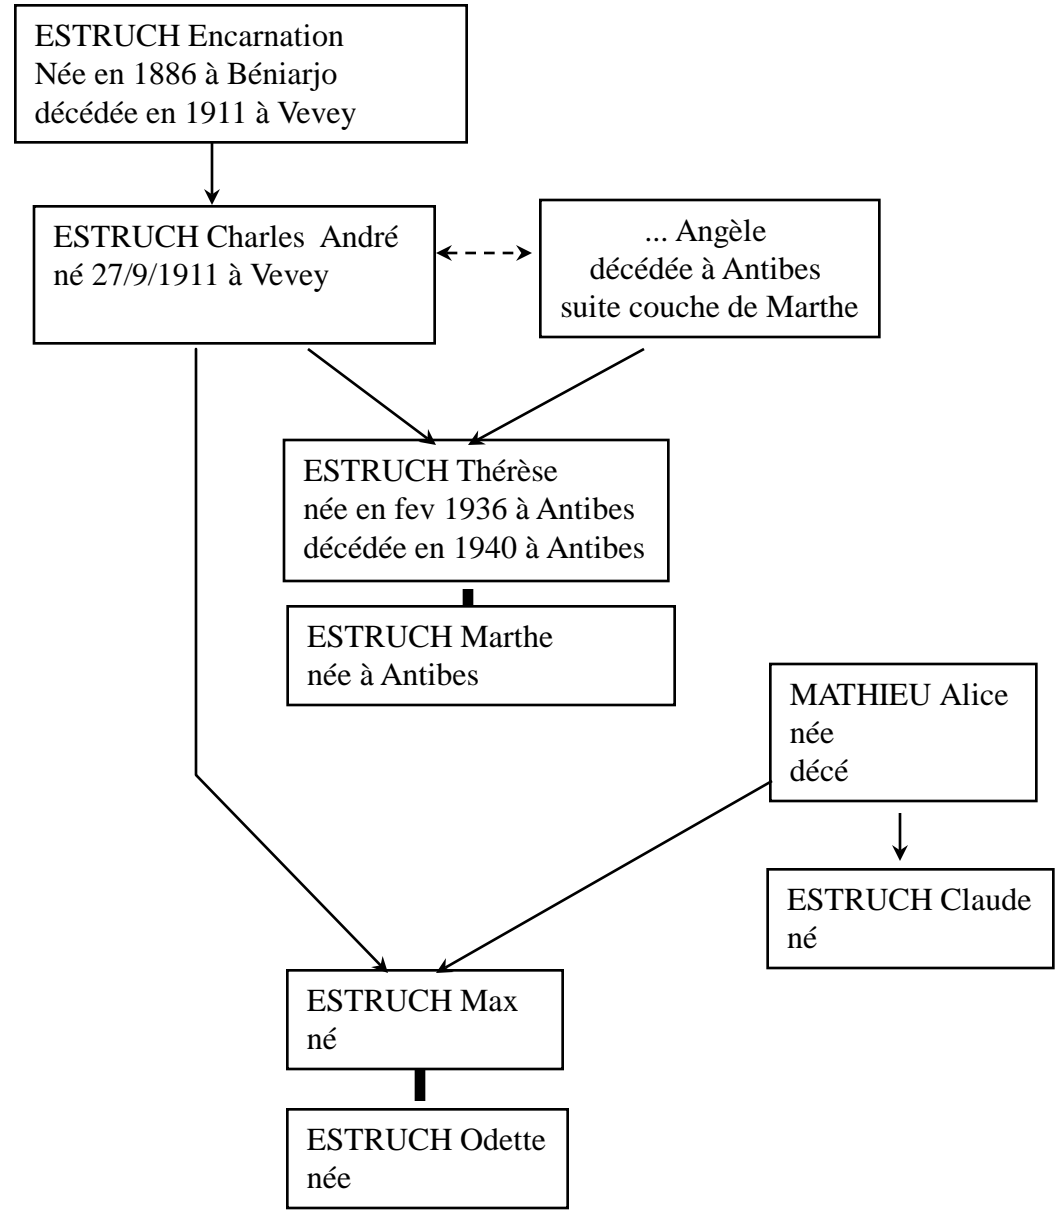 ESTRUCH Encarnation
Née en 1886 à Béniarjo
décédée en 1911 à Vevey
ESTRUCH Charles  André
né 27/9/1911 à Vevey
... Angèle
décédée à Antibes
suite couche de Marthe
ESTRUCH Thérèse
née en fev 1936 à Antibes
décédée en 1940 à Antibes
ESTRUCH Marthe
née à Antibes
MATHIEU Alice
née
décé
ESTRUCH Claude
né
ESTRUCH Max
né
ESTRUCH Odette
née